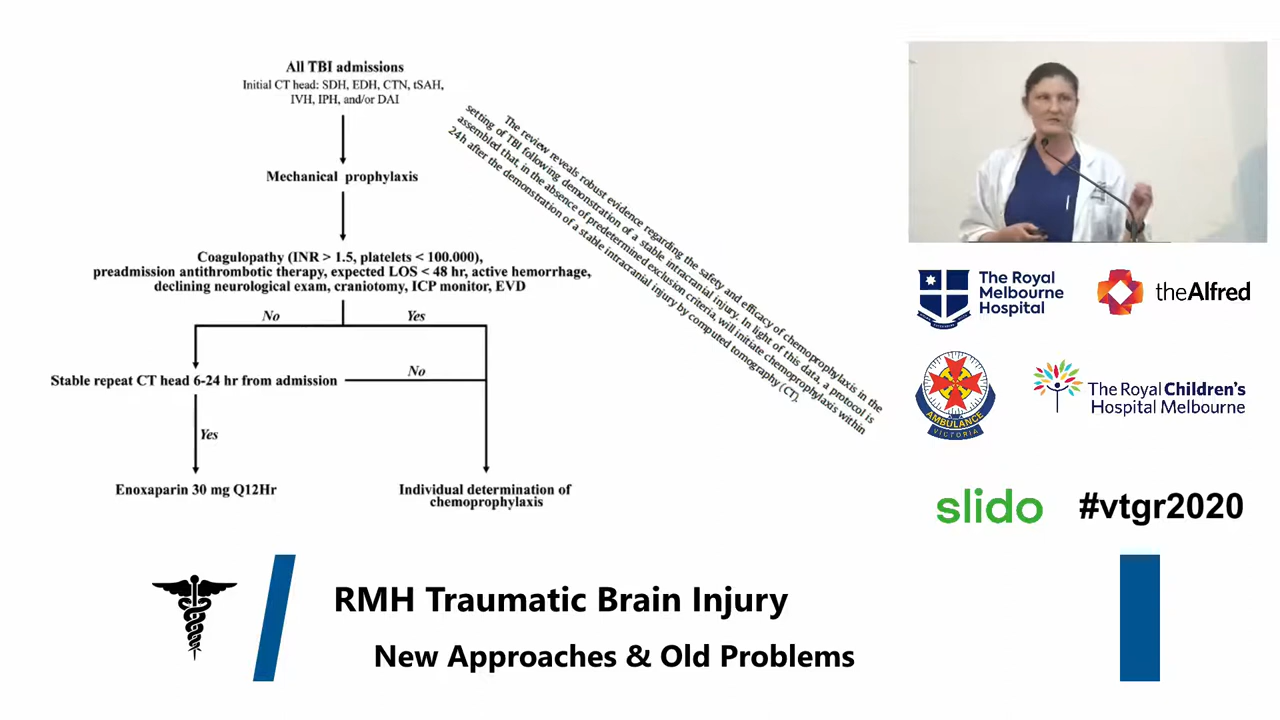 All TBI admissions
Initial CT head: SDH, EDH, CTN, tSAH,
IVH, IPH, and/or DAI
Mechanical prophylaxis
Coagulopathy (INR > 1.5, platelets < 100.000),
preadmission antithrombotic therapy, expected LOS < 48 hr, active hemorrhage,
declining neurological exam, craniotomy, ICP monitor, EVD
No
Yes
Stable repeat CT head 6-24 hr from admission
No
Yes
Enoxaparin 30 mg Q12Hr
Individual determination of
chemoprophylaxis
The review reveals robust evidence regarding the safety and efficacy of chemoprophylaxis in the
setting of TBI following demonstration of a stable intracranial injury. In light of this data, a protocol is
assembled that, in the absence of predetermined exclusion criteria, will initiate chemoprophylaxis within
24h after the demonstration of a stable intracranial injury by computed tomography (CT).
The Royal
Melbourne
Hospital
theAlfred
AMBULANCE
VICTORIA
The Royal Children's
Hospital Melbourne
slido
#vtgr2020
RMH Traumatic Brain Injury
New Approaches & Old Problems